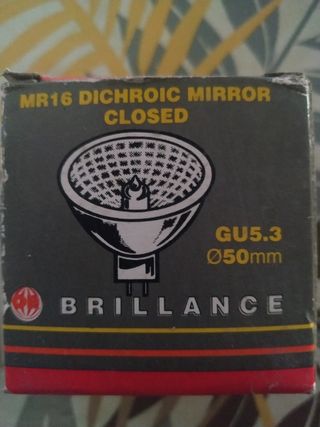 MR16 DICHROIC MIRROR
CLOSED
GU5.3
Ø50mm
BRILLANCE